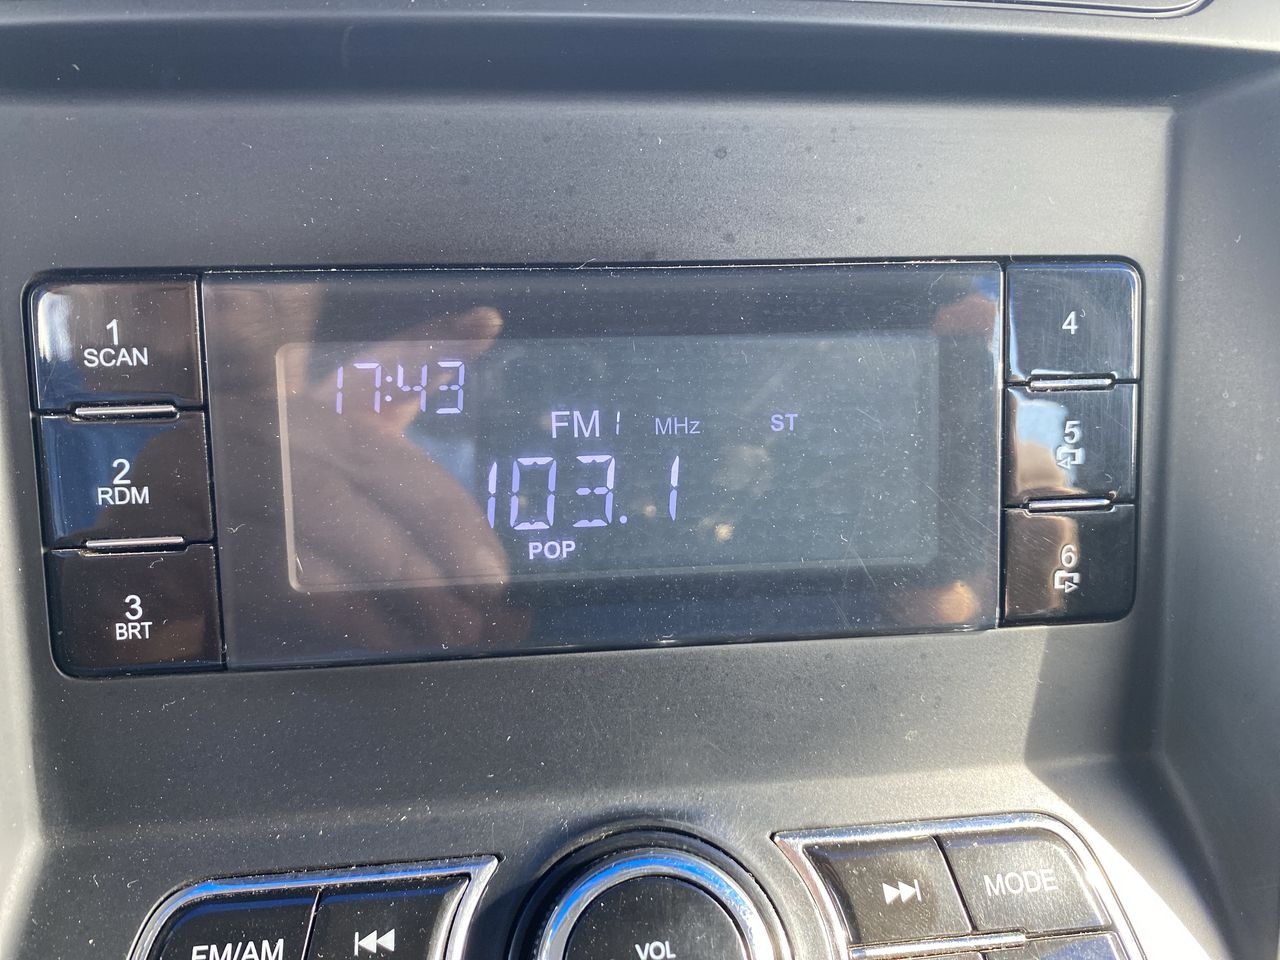 1
SCAN
2
RDM
3
BRT
17:43
FM1 MHz ST
103.1
POP
4
5
6
FM/AM
VOL
MODE